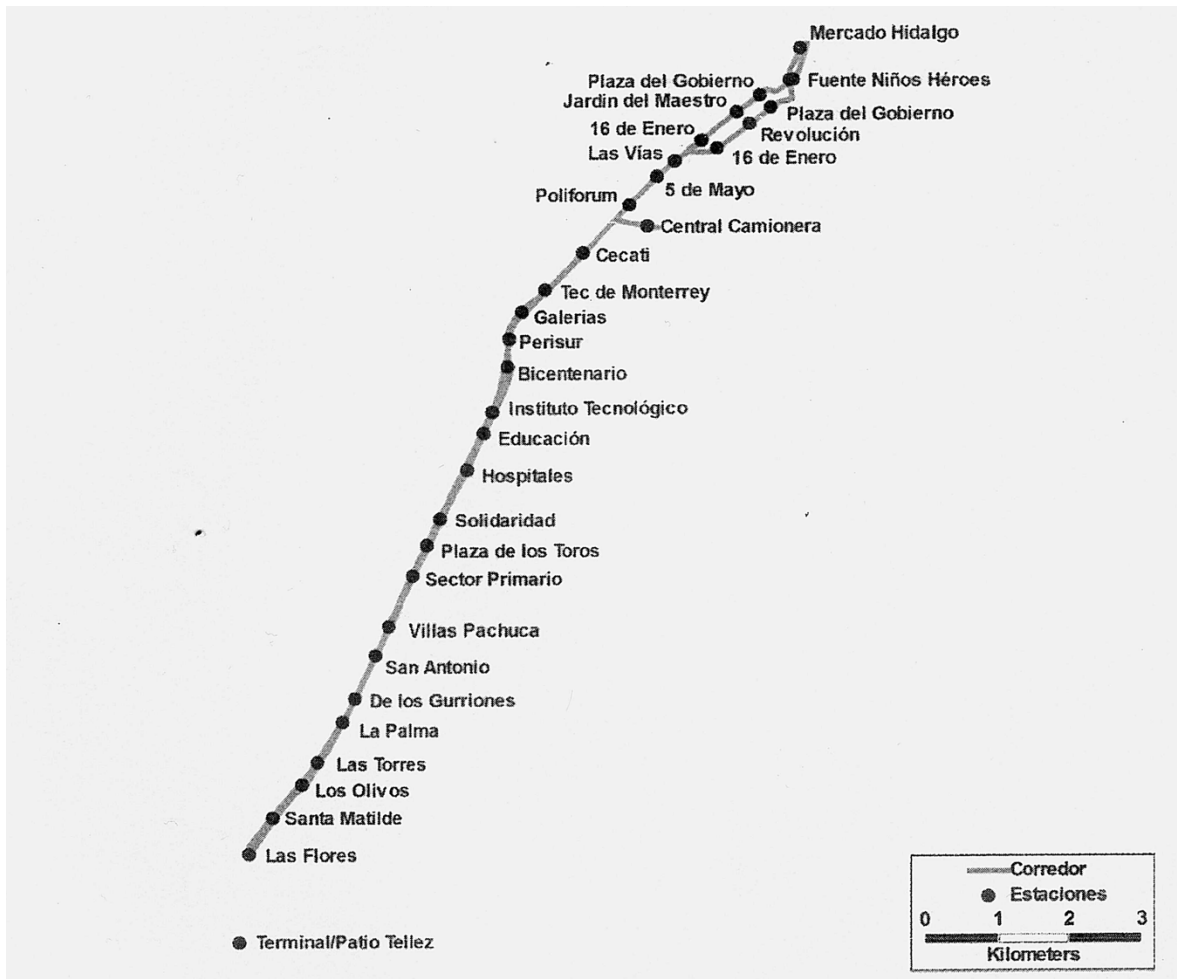 Mercado Hidalgo
Plaza del Gobierno
Fuente Niños Héroes
Jardin del Maestro
Plaza del Gobierno
16 de Enero
Revolución
Las Vías
16 de Enero
5 de Mayo
Poliforum
Central Camionera
Cecati
Tec de Monterrey
Galerias
Perisur
Bicentenario
Instituto Tecnológico
Educación
Hospitales
Solidaridad
Plaza de los Toros
Sector Primario
Villas Pachuca
San Antonio
De los Gurriones
La Palma
Las Torres
Los Olivos
Santa Matilde
Las Flores
Terminal/Patio Tellez
Corredor
Estaciones
0 1 2 3
Kilometers